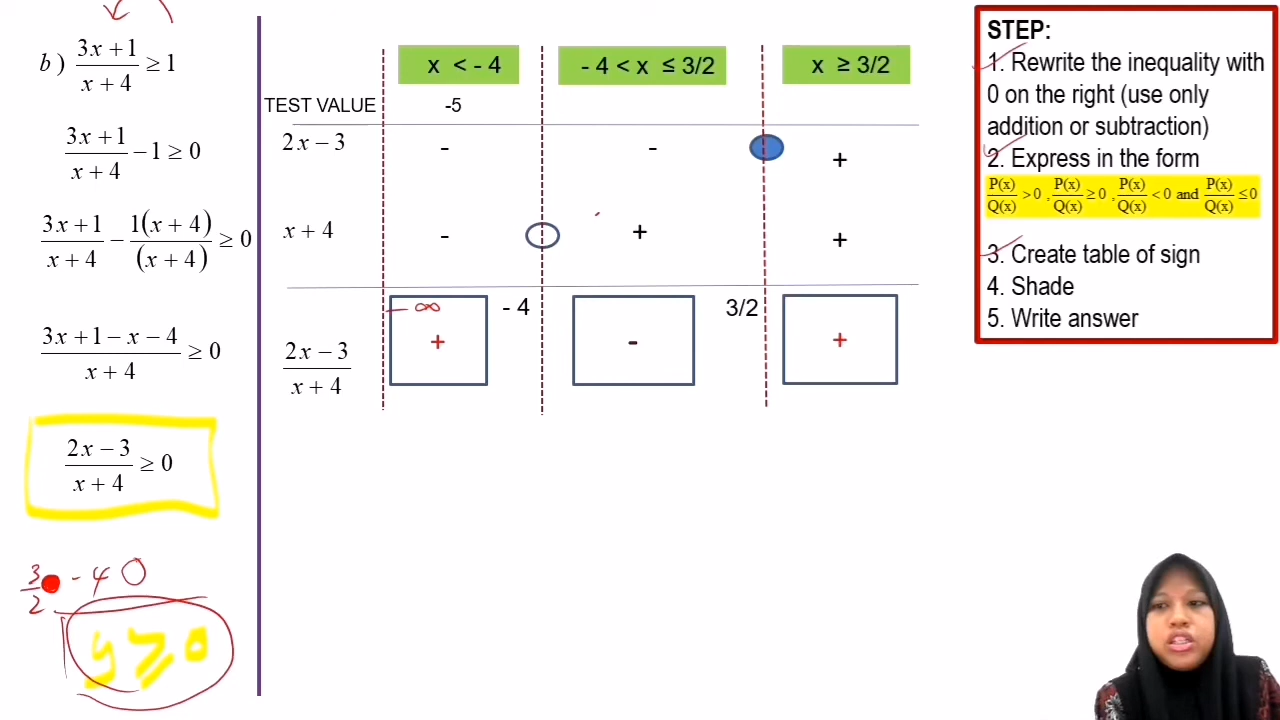 b ) (3x + 1)/(x + 4) ≥ 1
(3x + 1)/(x + 4) − 1 ≥ 0
(3x + 1)/(x + 4) − 1(x + 4)/(x + 4) ≥ 0
(3x + 1 − x − 4)/(x + 4) ≥ 0
(2x − 3)/(x + 4) ≥ 0
3/2 - 4
y ≥ 0
x < - 4 - 4 < x ≤ 3/2 x ≥ 3/2
TEST VALUE -5
2x − 3 - - +
x + 4 - + +
− ∞ - 4 3/2
(2x − 3)/(x + 4) + - +
STEP:
1. Rewrite the inequality with
0 on the right (use only
addition or subtraction)
2. Express in the form
P(x)/Q(x) > 0 , P(x)/Q(x) ≥ 0 , P(x)/Q(x) < 0 and P(x)/Q(x) ≤ 0
3. Create table of sign
4. Shade
5. Write answer